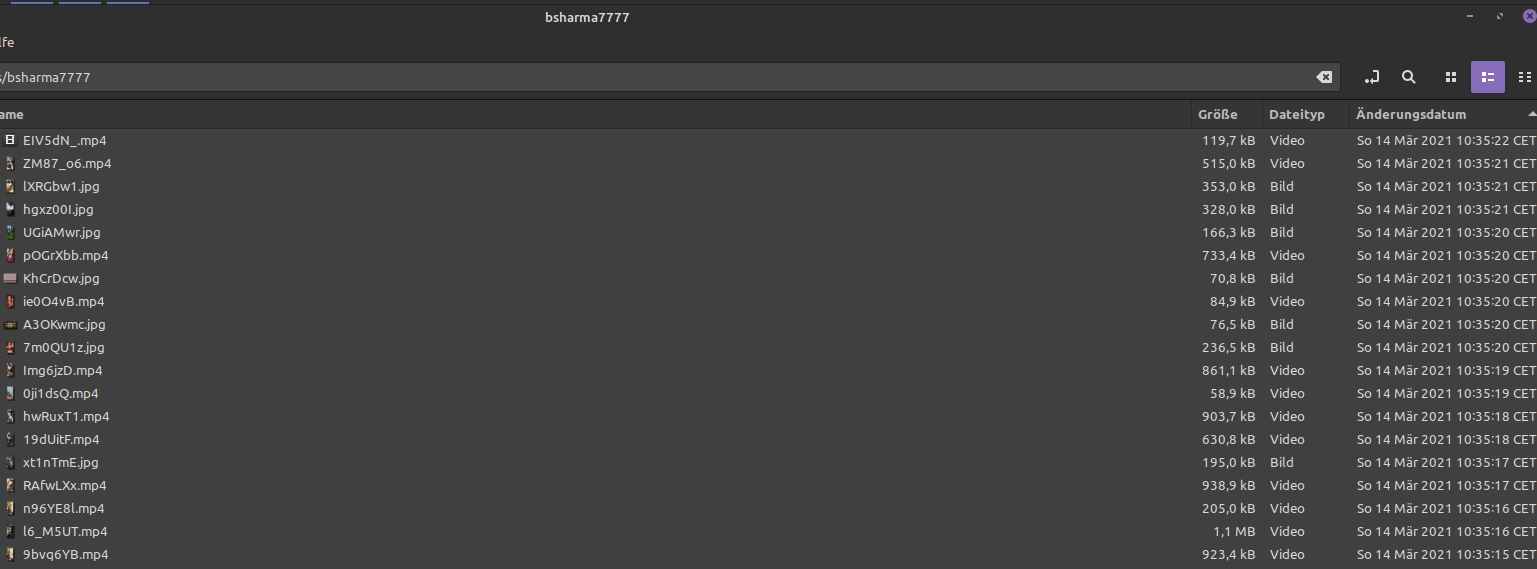 bsharma7777
lfe
s/bsharma7777
ame Größe Dateityp Änderungsdatum
EIV5dN_.mp4 119,7 kB Video So 14 Mär 2021 10:35:22 CET
ZM87_o6.mp4 515,0 kB Video So 14 Mär 2021 10:35:21 CET
lXRGbw1.jpg 353,0 kB Bild So 14 Mär 2021 10:35:21 CET
hgxz00I.jpg 328,0 kB Bild So 14 Mär 2021 10:35:21 CET
UGiAMwr.jpg 166,3 kB Bild So 14 Mär 2021 10:35:20 CET
pOGrXbb.mp4 733,4 kB Video So 14 Mär 2021 10:35:20 CET
KhCrDcw.jpg 70,8 kB Bild So 14 Mär 2021 10:35:20 CET
ie0O4vB.mp4 84,9 kB Video So 14 Mär 2021 10:35:20 CET
A3OKwmc.jpg 76,5 kB Bild So 14 Mär 2021 10:35:20 CET
7m0QU1z.jpg 236,5 kB Bild So 14 Mär 2021 10:35:20 CET
Img6jzD.mp4 861,1 kB Video So 14 Mär 2021 10:35:19 CET
0ji1dsQ.mp4 58,9 kB Video So 14 Mär 2021 10:35:19 CET
hwRuxT1.mp4 903,7 kB Video So 14 Mär 2021 10:35:18 CET
19dUitF.mp4 630,8 kB Video So 14 Mär 2021 10:35:18 CET
xt1nTmE.jpg 195,0 kB Bild So 14 Mär 2021 10:35:17 CET
RAfwLXx.mp4 938,9 kB Video So 14 Mär 2021 10:35:17 CET
n96YE8l.mp4 205,0 kB Video So 14 Mär 2021 10:35:16 CET
l6_M5UT.mp4 1,1 MB Video So 14 Mär 2021 10:35:16 CET
9bvq6YB.mp4 923,4 kB Video So 14 Mär 2021 10:35:15 CET